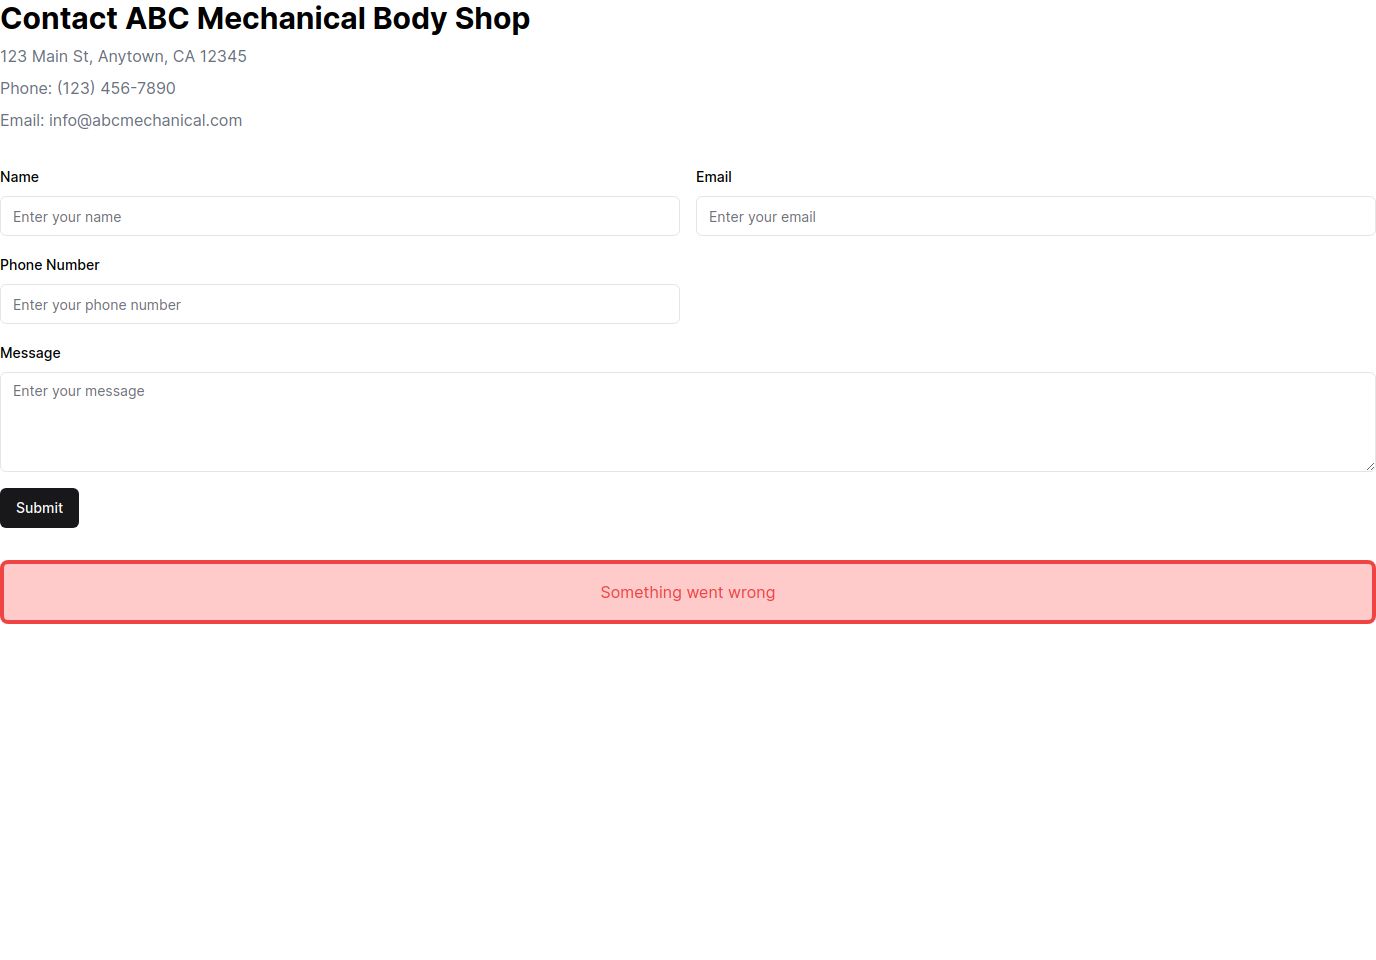 Contact ABC Mechanical Body Shop
123 Main St, Anytown, CA 12345
Phone: (123) 456-7890
Email: info@abcmechanical.com
Name
Email
Enter your name
Enter your email
Phone Number
Enter your phone number
Message
Enter your message
Submit
Something went wrong